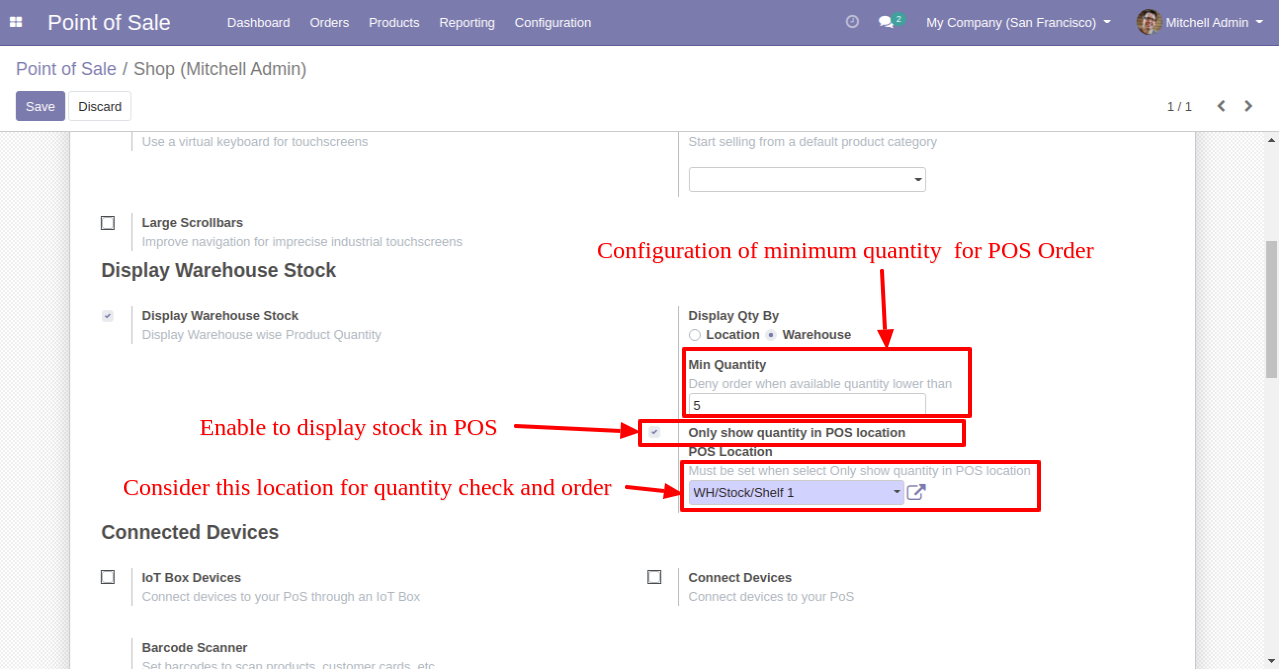 Point of Sale Dashboard Orders Products Reporting Configuration 2 My Company (San Francisco) Mitchell Admin
Point of Sale / Shop (Mitchell Admin)
Save Discard 1 / 1
Use a virtual keyboard for touchscreens
Start selling from a default product category
Large Scrollbars
Improve navigation for imprecise industrial touchscreens
Configuration of minimum quantity for POS Order
Display Warehouse Stock
Display Warehouse Stock
Display Warehouse wise Product Quantity
Display Qty By
Location Warehouse
Min Quantity
Deny order when available quantity lower than
5
Enable to display stock in POS
Only show quantity in POS location
POS Location
Must be set when select Only show quantity in POS location
Consider this location for quantity check and order
WH/Stock/Shelf 1
Connected Devices
IoT Box Devices
Connect devices to your PoS through an IoT Box
Connect Devices
Connect devices to your PoS
Barcode Scanner
Set barcodes to scan products, customer cards, etc.